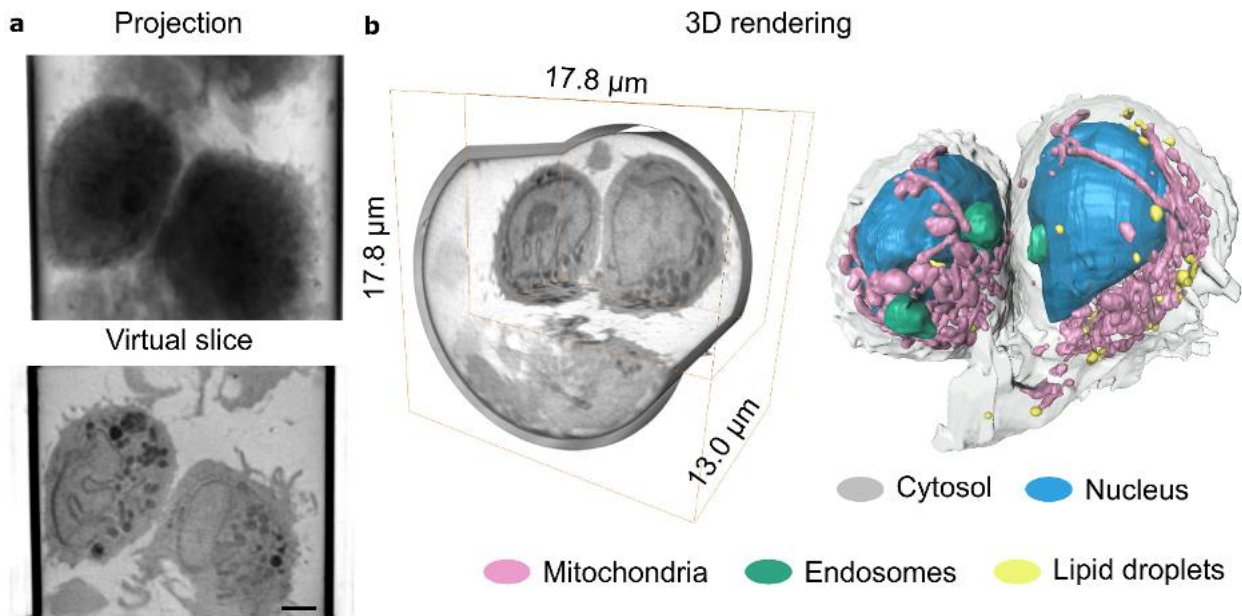 a
Projection
Virtual slice
b
3D rendering
17.8 µm
17.8 µm
13.0 µm
Cytosol
Nucleus
Mitochondria
Endosomes
Lipid droplets